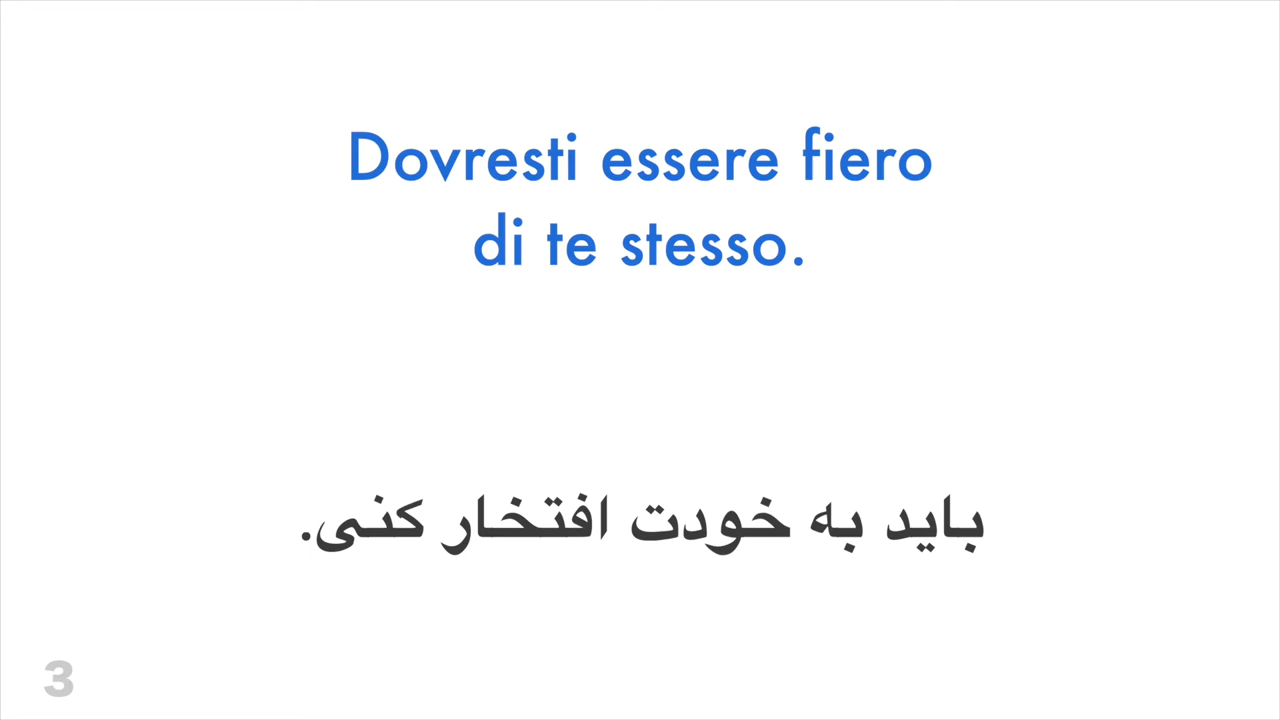 Dovresti essere fiero
di te stesso.
باید به خودت افتخار کنی.
3